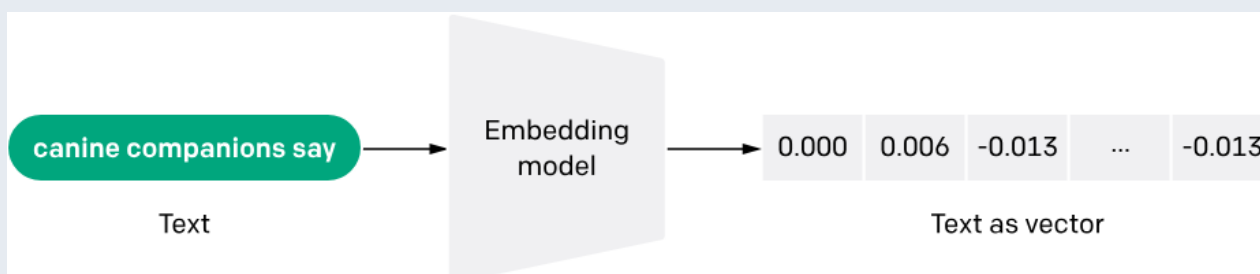 canine companions say
Embedding
model
0.000 0.006 -0.013 ... -0.013
Text
Text as vector